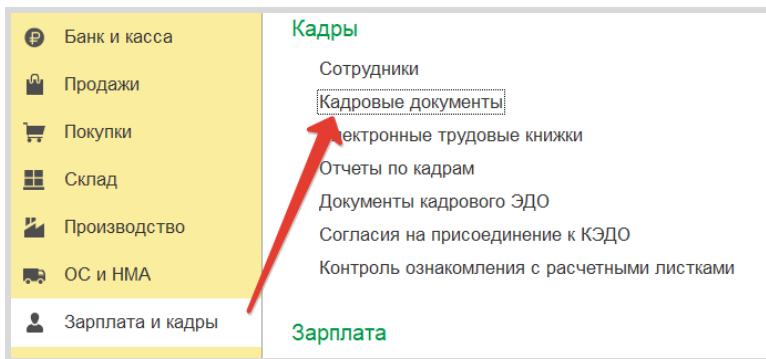 Банк и касса
Продажи
Покупки
Склад
Производство
ОС и НМА
Зарплата и кадры
Кадры
Сотрудники
Кадровые документы
трудовые книжки
Отчеты по кадрам
Документы кадрового ЭДО
Согласия на присоединение к КЭДО
Контроль ознакомления с расчетными листками
Зарплата